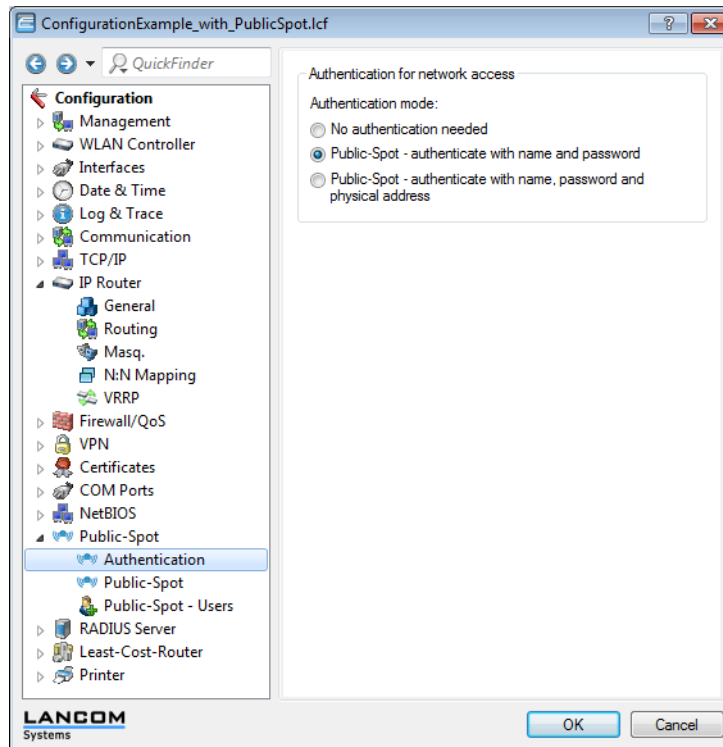 ConfigurationExample_with_PublicSpot.lcf
?
QuickFinder
Configuration
Management
WLAN Controller
Interfaces
Date & Time
Log & Trace
Communication
TCP/IP
IP Router
General
Routing
Masq.
N:N Mapping
VRRP
Firewall/QoS
VPN
Certificates
COM Ports
NetBIOS
Public-Spot
Authentication
Public-Spot
Public-Spot - Users
RADIUS Server
Least-Cost-Router
Printer
Authentication for network access
Authentication mode:
No authentication needed
Public-Spot - authenticate with name and password
Public-Spot - authenticate with name, password and
physical address
LANCOM
Systems
OK
Cancel